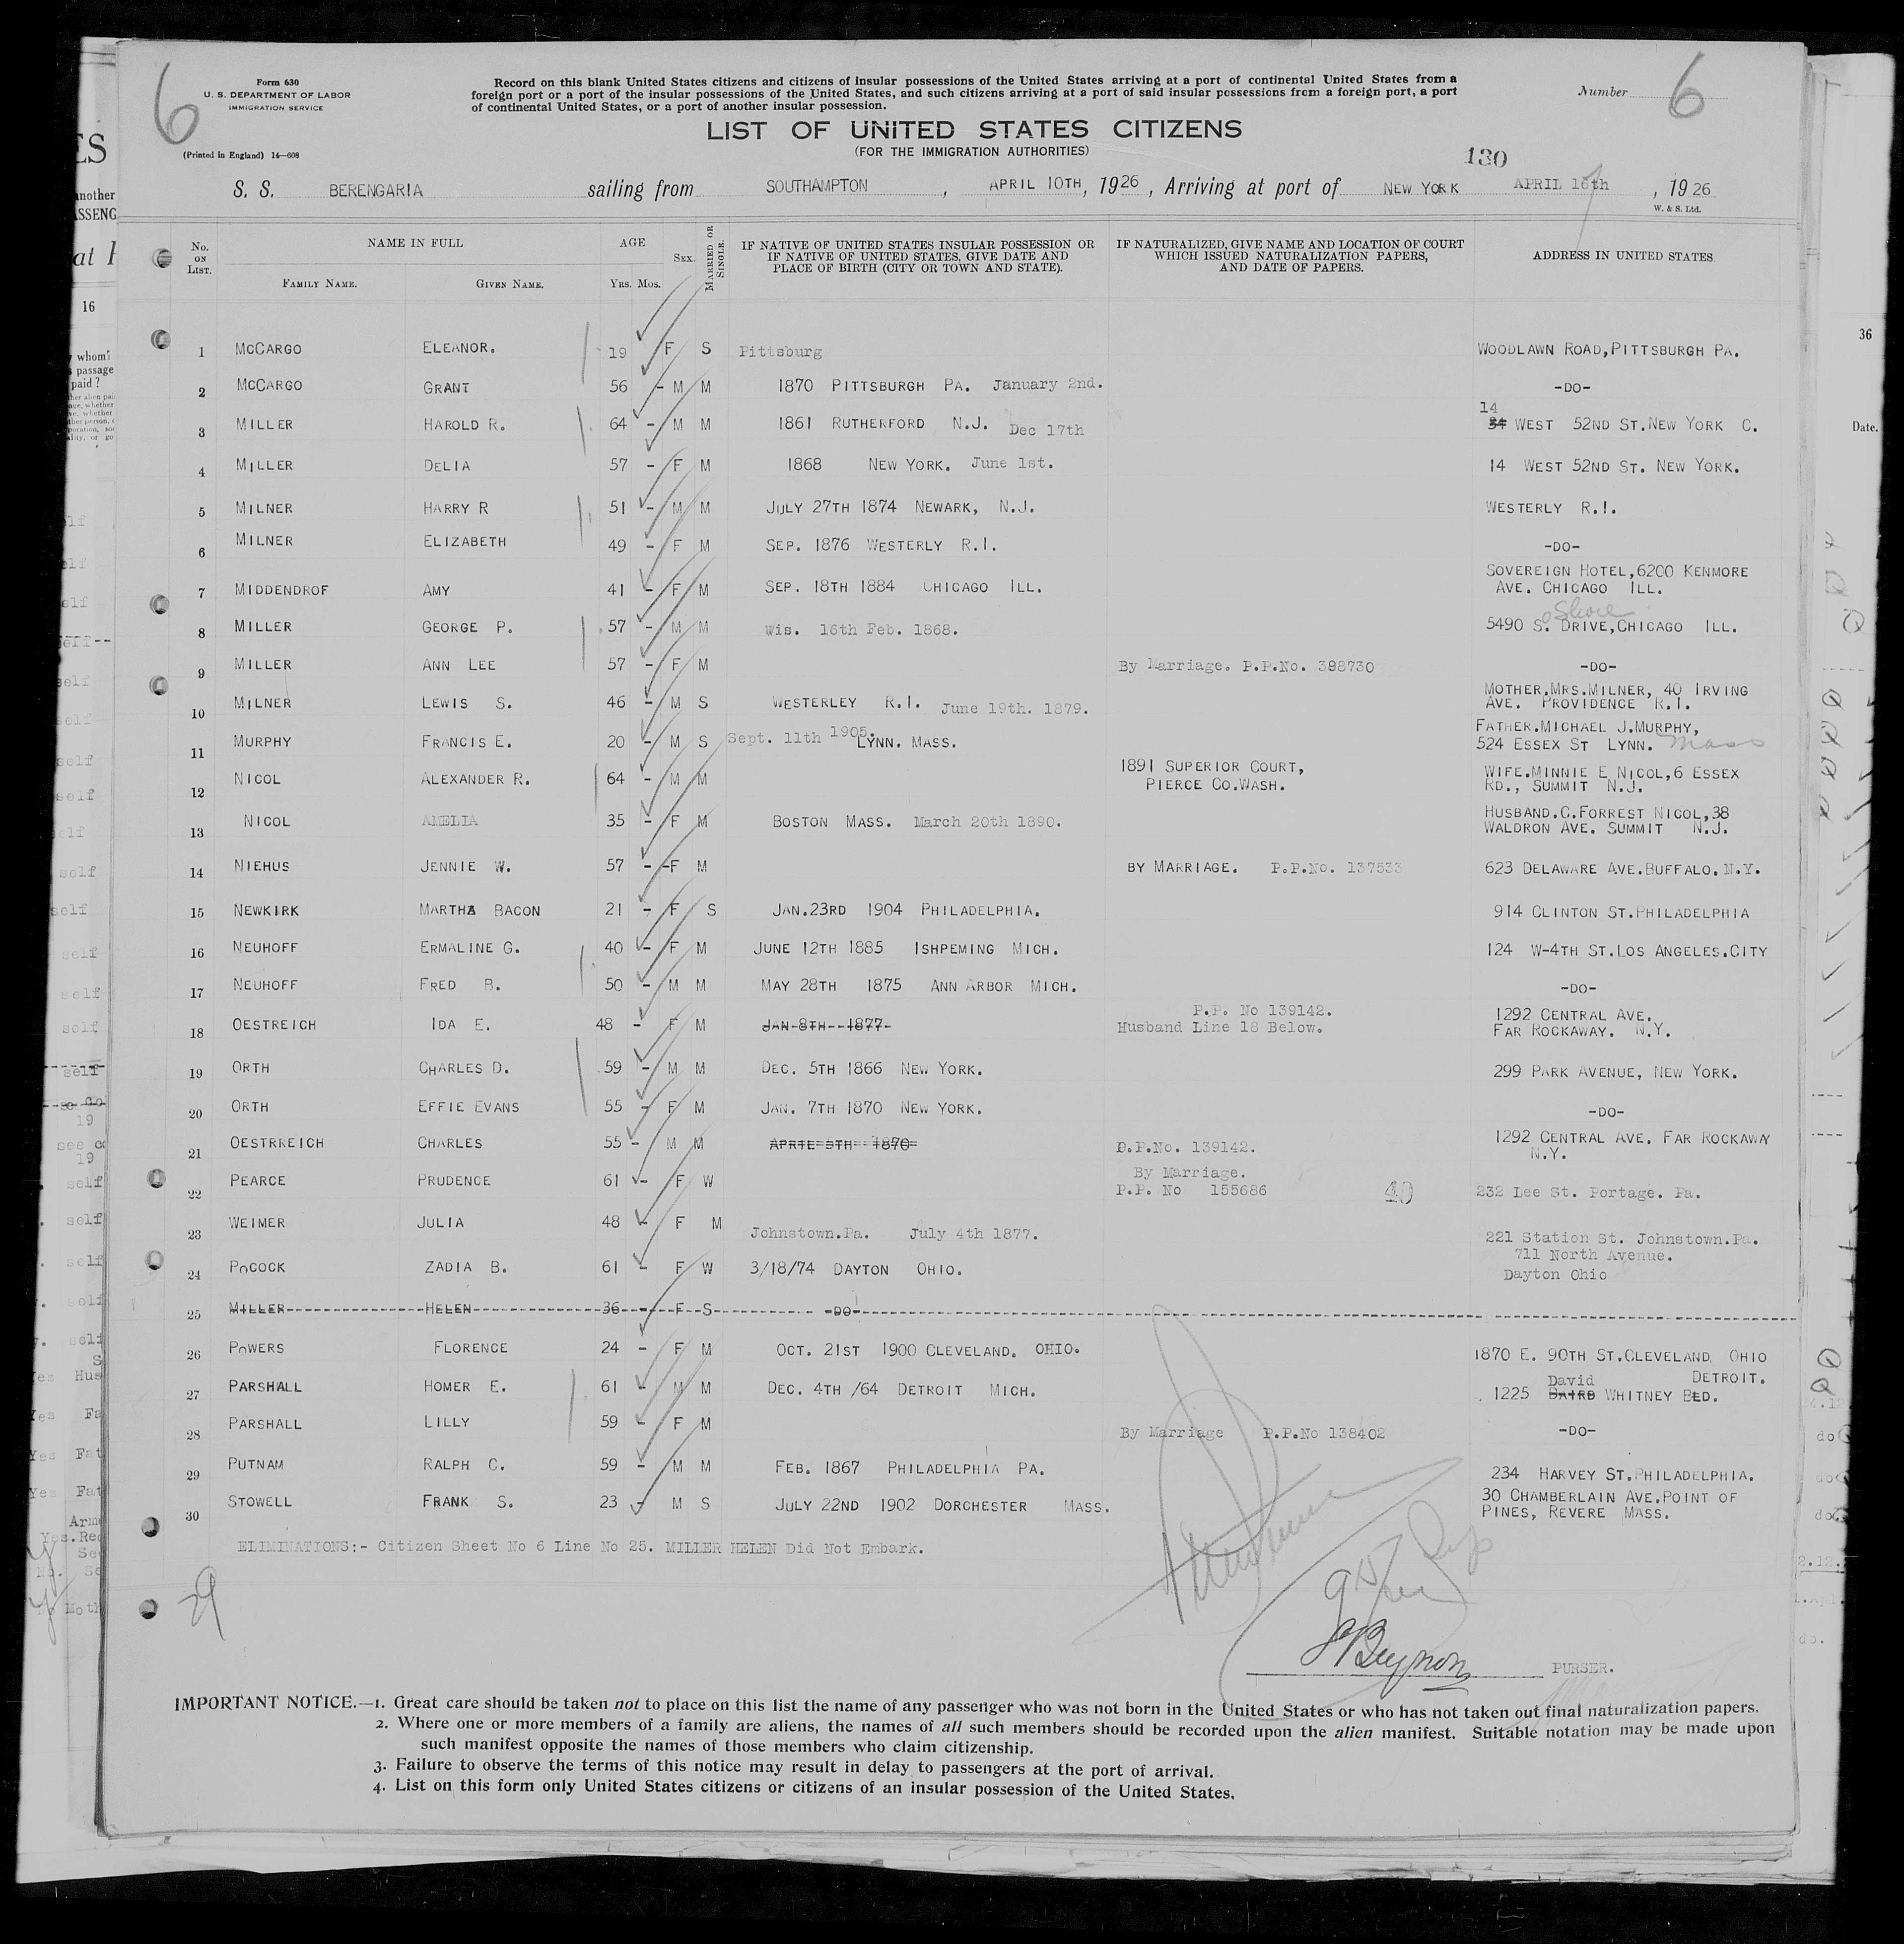 6
Form 630
U. S. DEPARTMENT OF LABOR
IMMIGRATION SERVICE
(Printed in England) 14—608
Record on this blank United States citizens and citizens of insular possessions of the United States arriving at a port of continental United States from a
foreign port or a port of the insular possessions of the United States, and such citizens arriving at a port of said insular possessions from a foreign port, a port
of continental United States, or a port of another insular possession.
Number 6
LIST OF UNITED STATES CITIZENS
(FOR THE IMMIGRATION AUTHORITIES)
130
S. S. BERENGARIA sailing from SOUTHAMPTON, APRIL 10TH, 1926, Arriving at port of NEW YORK APRIL 16th, 1926
W. & S. Ltd.
No. ON LIST. NAME IN FULL AGE SEX. MARRIED OR SINGLE. IF NATIVE OF UNITED STATES INSULAR POSSESSION OR IF NATIVE OF UNITED STATES, GIVE DATE AND PLACE OF BIRTH (CITY OR TOWN AND STATE). IF NATURALIZED, GIVE NAME AND LOCATION OF COURT WHICH ISSUED NATURALIZATION PAPERS, AND DATE OF PAPERS. ADDRESS IN UNITED STATES
FAMILY NAME. GIVEN NAME. YRS. MOS.
1 MCCARGO ELEANOR. 19 F S Pittsburg WOODLAWN ROAD, PITTSBURGH PA.
2 MCCARGO GRANT 56 - M M 1870 PITTSBURGH PA. January 2nd. -DO-
3 MILLER HAROLD R. 64 - M M 1861 RUTHERFORD N.J. Dec 17th 14 34 WEST 52ND ST. NEW YORK C.
4 MILLER DELIA 57 - F M 1868 NEW YORK. June 1st. 14 WEST 52ND ST. NEW YORK.
5 MILNER HARRY R 51 - M M JULY 27TH 1874 NEWARK, N.J. WESTERLY R.I.
6 MILNER ELIZABETH 49 - F M SEP. 1876 WESTERLY R.I. -DO-
7 MIDDENDROF AMY 41 - F M SEP. 18TH 1884 CHICAGO ILL. SOVEREIGN HOTEL, 6200 KENMORE
AVE. CHICAGO ILL.
8 MILLER GEORGE P. 57 - M M Wis. 16th Feb. 1868. 5490 S. Shore DRIVE, CHICAGO ILL.
9 MILLER ANN LEE 57 - F M By Marriage. P.P.No. 398730 -DO-
10 MILNER LEWIS S. 46 - M S WESTERLEY R.I. June 19th. 1879. MOTHER.MRS.MILNER, 40 IRVING
AVE. PROVIDENCE R.I.
11 MURPHY FRANCIS E. 20 - M S Sept. 11th 1905. LYNN. MASS. FATHER.MICHAEL J.MURPHY,
524 ESSEX ST LYNN. Mass
12 NICOL ALEXANDER R. 64 - M M 1891 SUPERIOR COURT,
PIERCE CO.WASH. WIFE.MINNIE E NICOL, 6 ESSEX
RD., SUMMIT N.J.
13 NICOL AMELIA 35 - F M BOSTON MASS. March 20th 1890. HUSBAND.C.FORREST NICOL, 38
WALDRON AVE. SUMMIT N.J.
14 NIEHUS JENNIE W. 57 - F M BY MARRIAGE. P.P.No. 137533 623 DELAWARE AVE.BUFFALO.N.Y.
15 NEWKIRK MARTHA BACON 21 - F S JAN.23RD 1904 PHILADELPHIA. 914 CLINTON ST.PHILADELPHIA
16 NEUHOFF ERMALINE G. 40 - F M JUNE 12TH 1885 ISHPEMING MICH. 124 W-4TH ST.LOS ANGELES.CITY
17 NEUHOFF FRED B. 50 - M M MAY 28TH 1875 ANN ARBOR MICH. -DO-
18 OESTREICH IDA E. 48 - F M JAN 8TH 1877 P.P. No 139142.
Husband Line 18 Below. 1292 CENTRAL AVE.
FAR ROCKAWAY. N.Y.
19 ORTH CHARLES D. 59 - M M DEC. 5TH 1866 NEW YORK. 299 PARK AVENUE, NEW YORK.
20 ORTH EFFIE EVANS 55 - F M JAN. 7TH 1870 NEW YORK. -DO-
21 OESTRREICH CHARLES 55 - M M APRIL 5TH 1870 P.P.No. 139142. 1292 CENTRAL AVE. FAR ROCKAWAY
N.Y.
22 PEARCE PRUDENCE 61 - F W By Marriage.
P.P. No 155686 40 232 Lee St. Portage. Pa.
23 WEIMER JULIA 48 - F M Johnstown.Pa. July 4th 1877. 221 Station St. Johnstown.Pa.
24 POCOCK ZADIA B. 61 - F W 3/18/74 DAYTON OHIO. 711 North Avenue.
Dayton Ohio
25 MILLER HELEN 36 - F S -DO-
26 POWERS FLORENCE 24 - F M OCT. 21ST 1900 CLEVELAND. OHIO. 1870 E. 90TH ST.CLEVELAND OHIO
27 PARSHALL HOMER E. 61 - M M DEC. 4TH /64 DETROIT MICH. David DETROIT.
1225 BAIRD WHITNEY BLD.
28 PARSHALL LILLY 59 - F M By Marriage P.P.No 138402 -DO-
29 PUTNAM RALPH C. 59 - M M FEB. 1867 PHILADELPHIA PA. 234 HARVEY ST.PHILADELPHIA.
30 STOWELL FRANK S. 23 - M S JULY 22ND 1902 DORCHESTER MASS. 30 CHAMBERLAIN AVE.POINT OF
PINES, REVERE MASS.
ELIMINATIONS:- Citizen Sheet No 6 Line No 25. MILLER HELEN Did Not Embark.
29
PURSER.
IMPORTANT NOTICE.—1. Great care should be taken not to place on this list the name of any passenger who was not born in the United States or who has not taken out final naturalization papers.
2. Where one or more members of a family are aliens, the names of all such members should be recorded upon the alien manifest. Suitable notation may be made upon
such manifest opposite the names of those members who claim citizenship.
3. Failure to observe the terms of this notice may result in delay to passengers at the port of arrival.
4. List on this form only United States citizens or citizens of an insular possession of the United States.